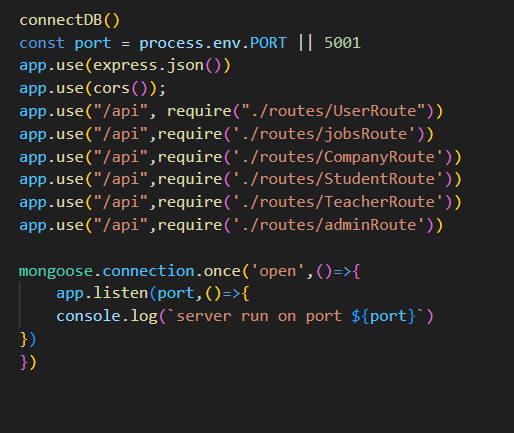 connectDB()
const port = process.env.PORT || 5001
app.use(express.json())
app.use(cors());
app.use("/api", require("./routes/UserRoute"))
app.use("/api",require('./routes/jobsRoute'))
app.use("/api",require('./routes/CompanyRoute'))
app.use("/api",require('./routes/StudentRoute'))
app.use("/api",require('./routes/TeacherRoute'))
app.use("/api",require('./routes/adminRoute'))
mongoose.connection.once('open',()=>{
app.listen(port,()=>{
console.log(`server run on port ${port}`)
})
})